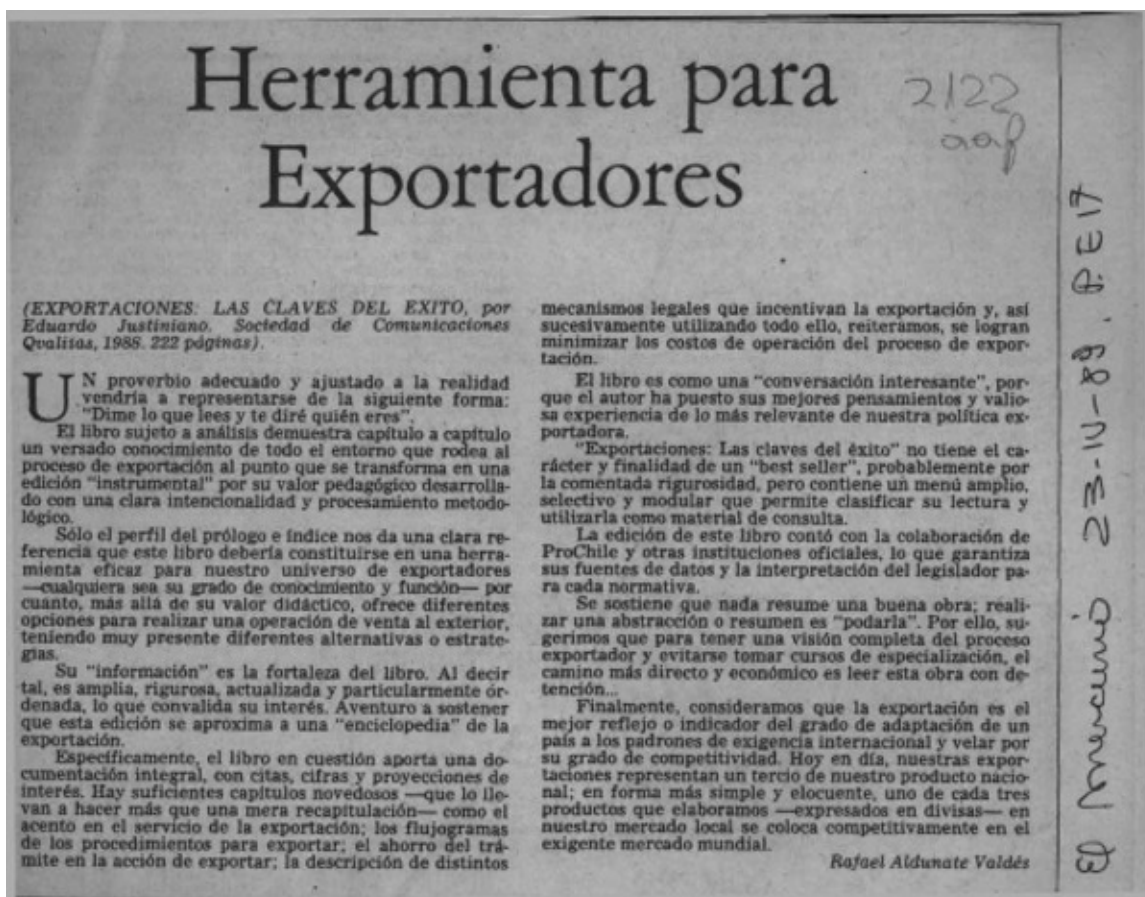 Herramienta para
Exportadores
2122
(EXPORTACIONES: LAS CLAVES DEL EXITO, por
Eduardo Justiniano. Sociedad de Comunicaciones
Qvalitas, 1988. 222 páginas).
UN proverbio adecuado y ajustado a la realidad
vendría a representarse de la siguiente forma:
"Dime lo que lees y te diré quién eres".
El libro sujeto a análisis demuestra capítulo a capítulo
un versado conocimiento de todo el entorno que rodea al
proceso de exportación al punto que se transforma en una
edición "instrumental" por su valor pedagógico desarrolla-
do con una clara intencionalidad y procesamiento metodo-
lógico.
Sólo el perfil del prólogo e índice nos da una clara re-
ferencia que este libro debería constituirse en una herra-
mienta eficaz para nuestro universo de exportadores
—cualquiera sea su grado de conocimiento y función— por
cuanto, más allá de su valor didáctico, ofrece diferentes
opciones para realizar una operación de venta al exterior,
teniendo muy presente diferentes alternativas o estrate-
gias.
Su "información" es la fortaleza del libro. Al decir
tal, es amplia, rigurosa, actualizada y particularmente ór-
denada, lo que convalida su interés. Aventuro a sostener
que esta edición se aproxima a una "enciclopedia" de la
exportación.
Específicamente, el libro en cuestión aporta una do-
cumentación integral, con citas, cifras y proyecciones de
interés. Hay suficientes capítulos novedosos —que lo lle-
van a hacer más que una mera recapitulación— como el
acento en el servicio de la exportación; los flujogramas
de los procedimientos para exportar; el ahorro del trá-
mite en la acción de exportar; la descripción de distintos
mecanismos legales que incentivan la exportación y, así
sucesivamente utilizando todo ello, reiteramos, se logran
minimizar los costos de operación del proceso de expor-
tación.
El libro es como una "conversación interesante", por-
que el autor ha puesto sus mejores pensamientos y valio-
sa experiencia de lo más relevante de nuestra política ex-
portadora.
"Exportaciones: Las claves del éxito" no tiene el ca-
rácter y finalidad de un "best seller", probablemente por
la comentada rigurosidad, pero contiene un menú amplio,
selectivo y modular que permite clasificar su lectura y
utilizarla como material de consulta.
La edición de este libro contó con la colaboración de
ProChile y otras instituciones oficiales, lo que garantiza
sus fuentes de datos y la interpretación del legislador pa-
ra cada normativa.
Se sostiene que nada resume una buena obra; reali-
zar una abstracción o resumen es "podarla". Por ello, su-
gerimos que para tener una visión completa del proceso
exportador y evitarse tomar cursos de especialización, el
camino más directo y económico es leer esta obra con de-
tención...
Finalmente, consideramos que la exportación es el
mejor reflejo o indicador del grado de adaptación de un
país a los padrones de exigencia internacional y velar por
su grado de competitividad. Hoy en día, nuestras expor-
taciones representan un tercio de nuestro producto nacio-
nal; en forma más simple y elocuente, uno de cada tres
productos que elaboramos —expresados en divisas— en
nuestro mercado local se coloca competitivamente en el
exigente mercado mundial.
Rafael Aldunate Valdés
El Mercurio 23-IV-89. P. E 17